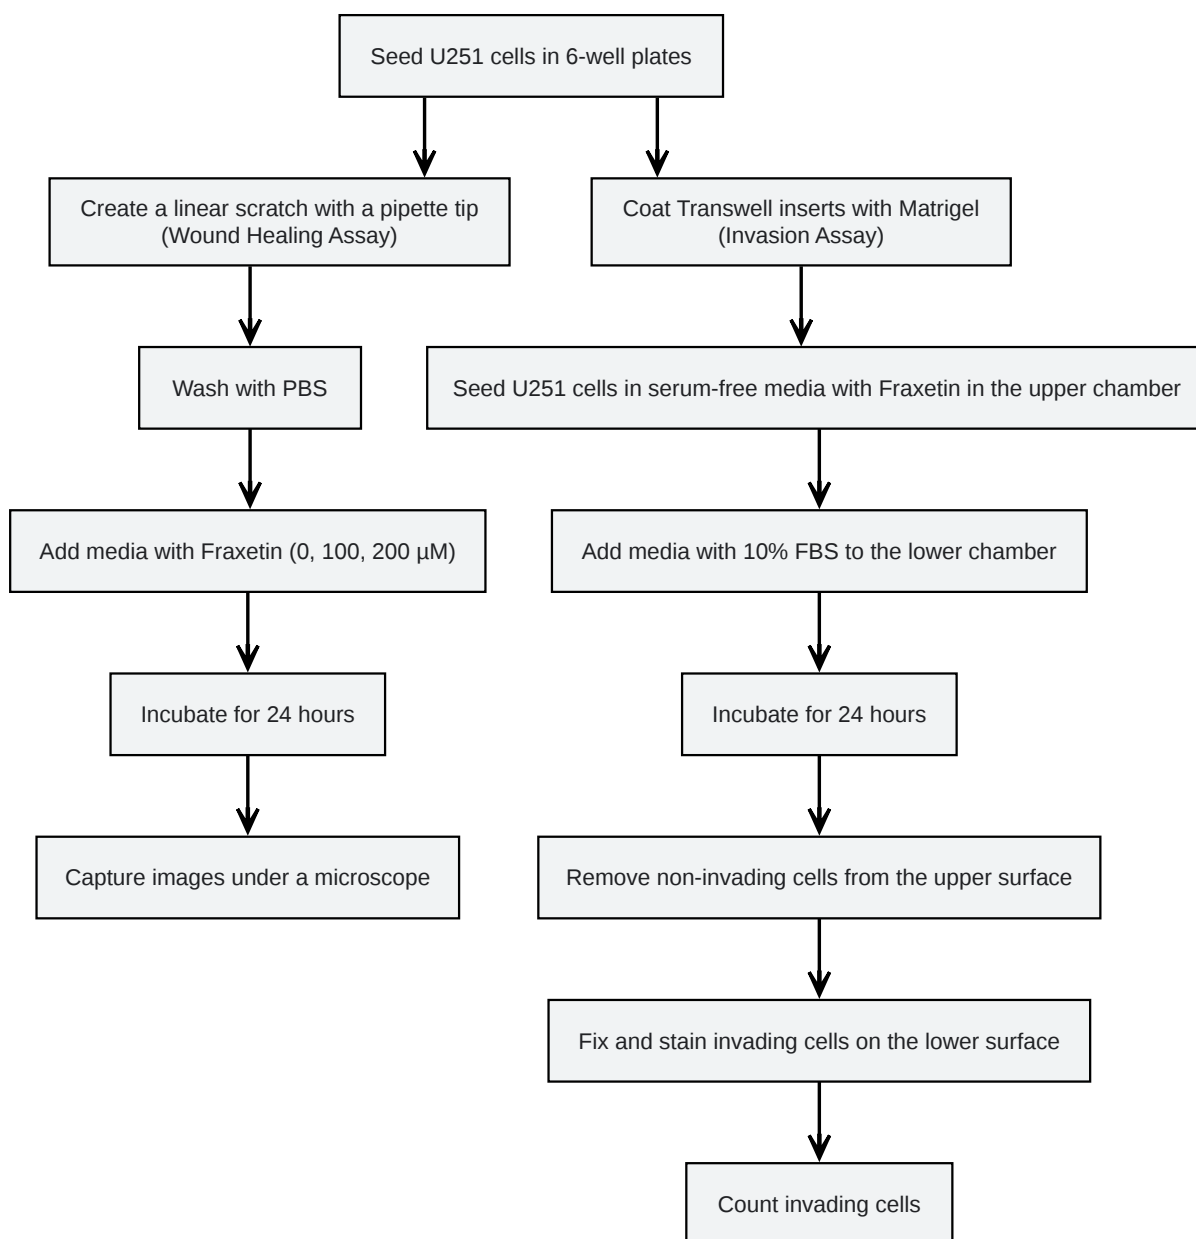 Seed U251 cells in 6-well plates
Create a linear scratch with a pipette tip
(Wound Healing Assay)
Coat Transwell inserts with Matrigel
(Invasion Assay)
Wash with PBS
Seed U251 cells in serum-free media with Fraxetin in the upper chamber
Add media with Fraxetin (0, 100, 200 µM)
Add media with 10% FBS to the lower chamber
Incubate for 24 hours
Incubate for 24 hours
Capture images under a microscope
Remove non-invading cells from the upper surface
Fix and stain invading cells on the lower surface
Count invading cells